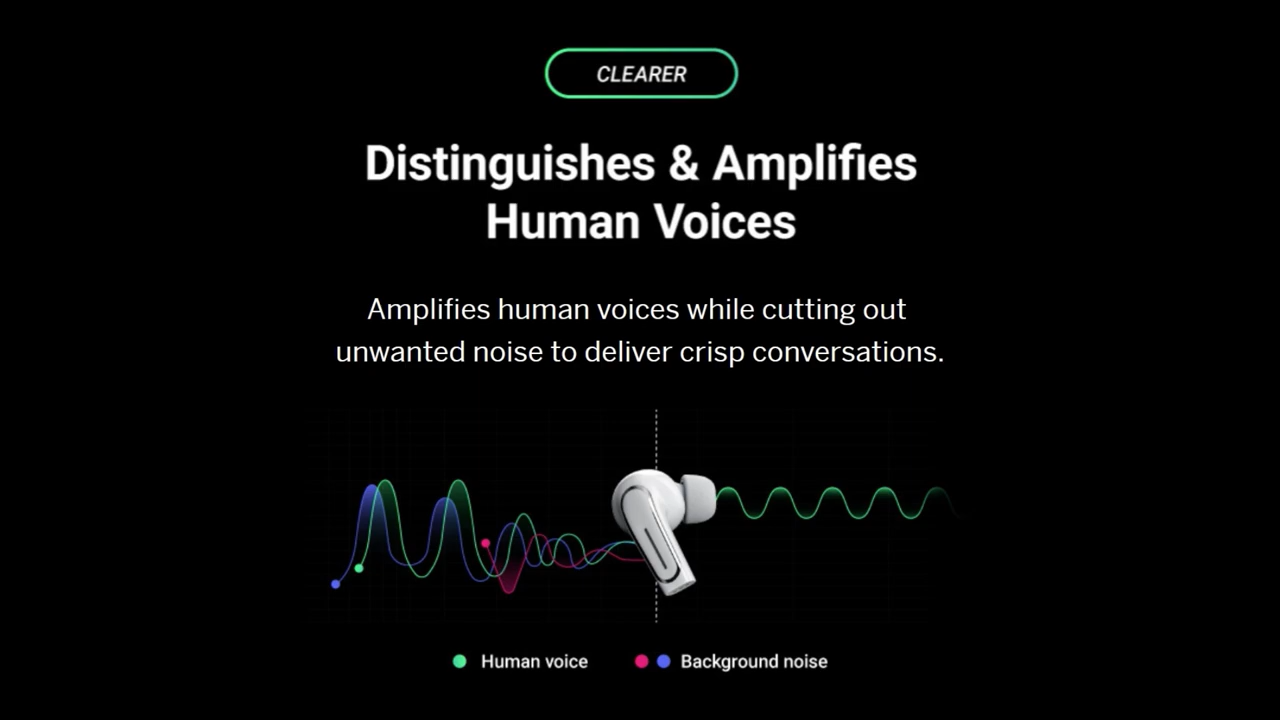 CLEARER
Distinguishes & Amplifies
Human Voices
Amplifies human voices while cutting out
unwanted noise to deliver crisp conversations.
Human voice
Background noise